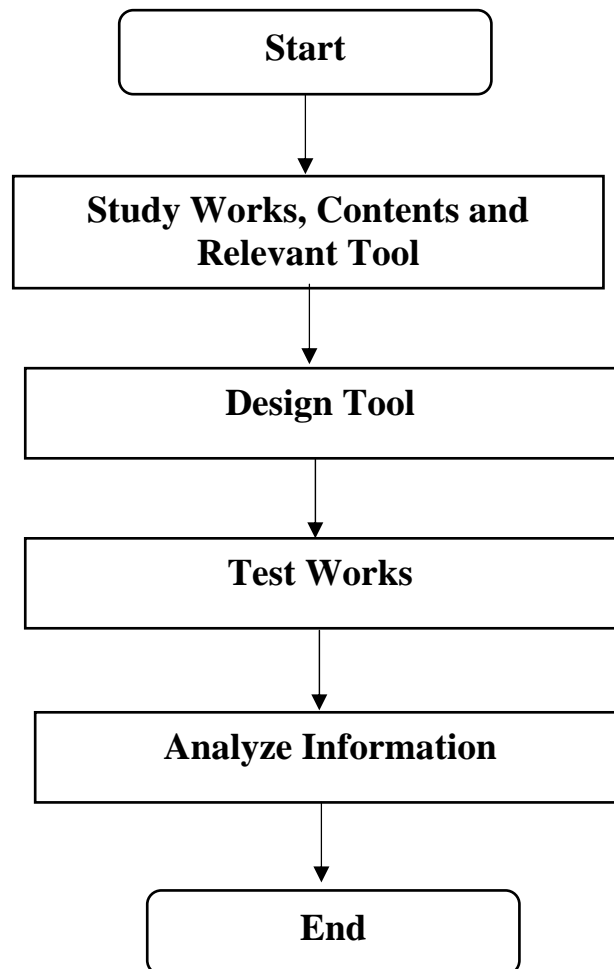 Start
Study Works, Contents and
Relevant Tool
Design Tool
Test Works
Analyze Information
End